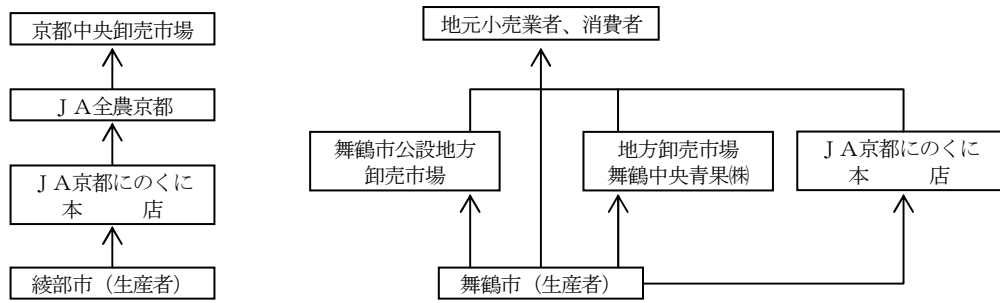 京都中央卸売市場
ＪＡ全農京都
ＪＡ京都にのくに
本　　　店
綾部市（生産者）
地元小売業者、消費者
舞鶴市公設地方
卸売市場
地方卸売市場
舞鶴中央青果㈱
ＪＡ京都にのくに
本　　　店
舞鶴市（生産者）